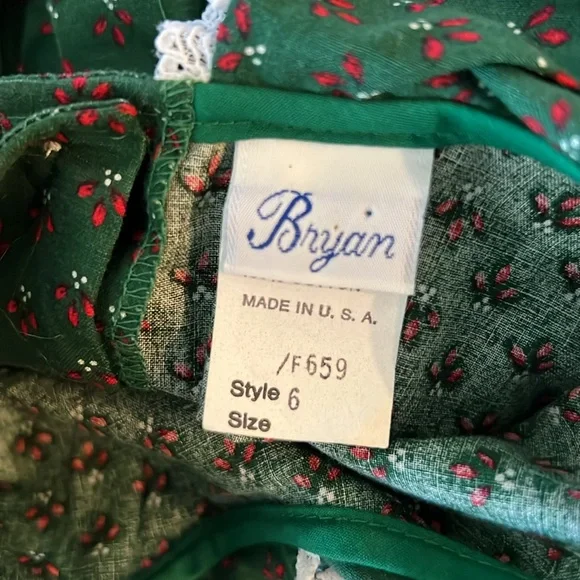 Bryan
MADE IN U. S. A.
/F659
Style 6
Size